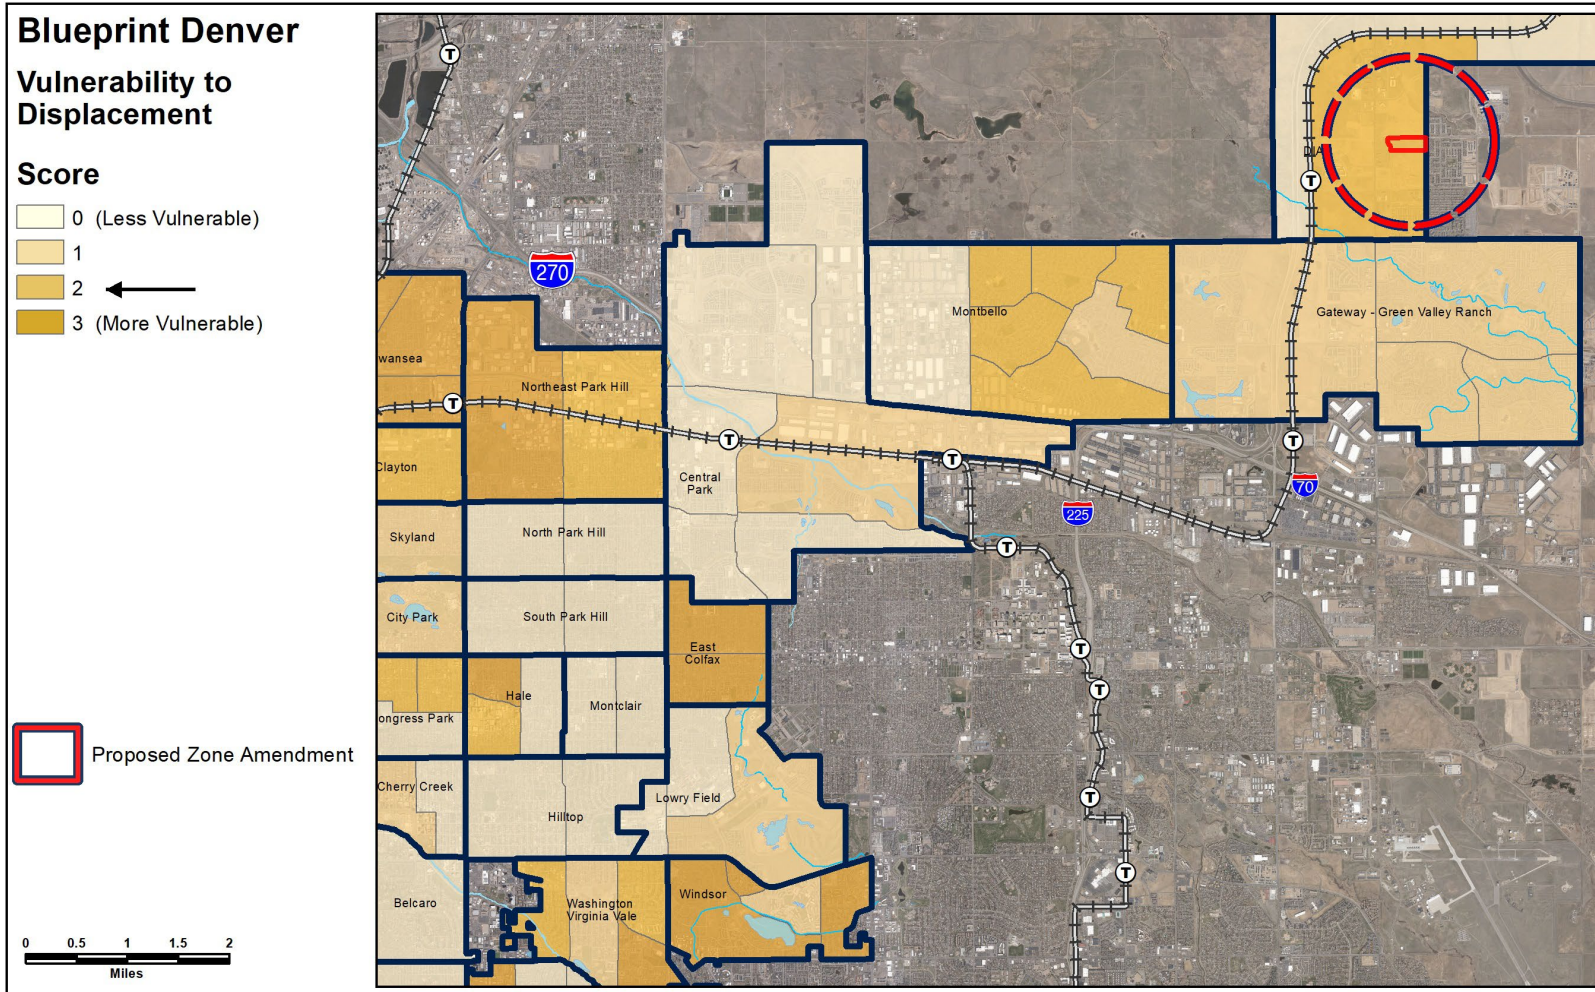 Blueprint Denver
Vulnerability to
Displacement
Score
0 (Less Vulnerable)
1
2
3 (More Vulnerable)
Proposed Zone Amendment
0 0.5 1 1.5 2
Miles
T
270
DIA
T
Montbello
Gateway - Green Valley Ranch
wansea
Northeast Park Hill
T
T
T
T
Clayton
Central
Park
70
225
Skyland
North Park Hill
T
City Park
South Park Hill
East
Colfax
T
T
Hale
Montclair
ongress Park
Cherry Creek
Lowry Field
T
Hilltop
T
Windsor
Belcaro
Washington
Virginia Vale